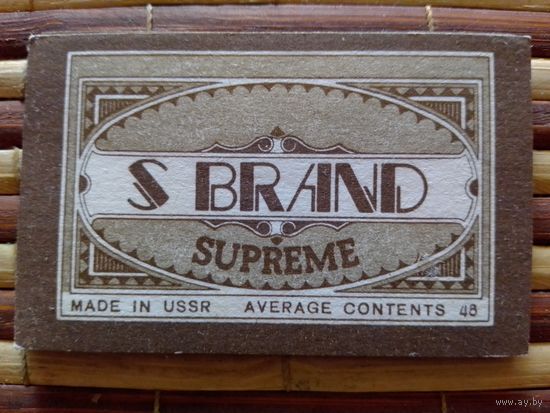 S BRAND
SUPREME
MADE IN USSR AVERAGE CONTENTS 48
www.ay.by